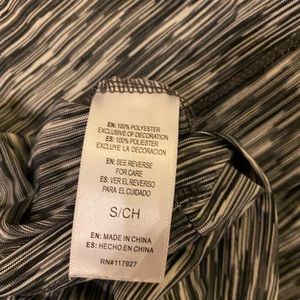 EN: 100% POLYESTER
EXCLUSIVE OF DECORATION
ES: 100% POLIESTER
EXCLUYE LA DECORACION
EN: SEE REVERSE
FOR CARE
ES: VER EL REVERSO
PARA EL CUIDADO
S/CH
EN: MADE IN CHINA
ES: HECHO EN CHINA
RN#117927